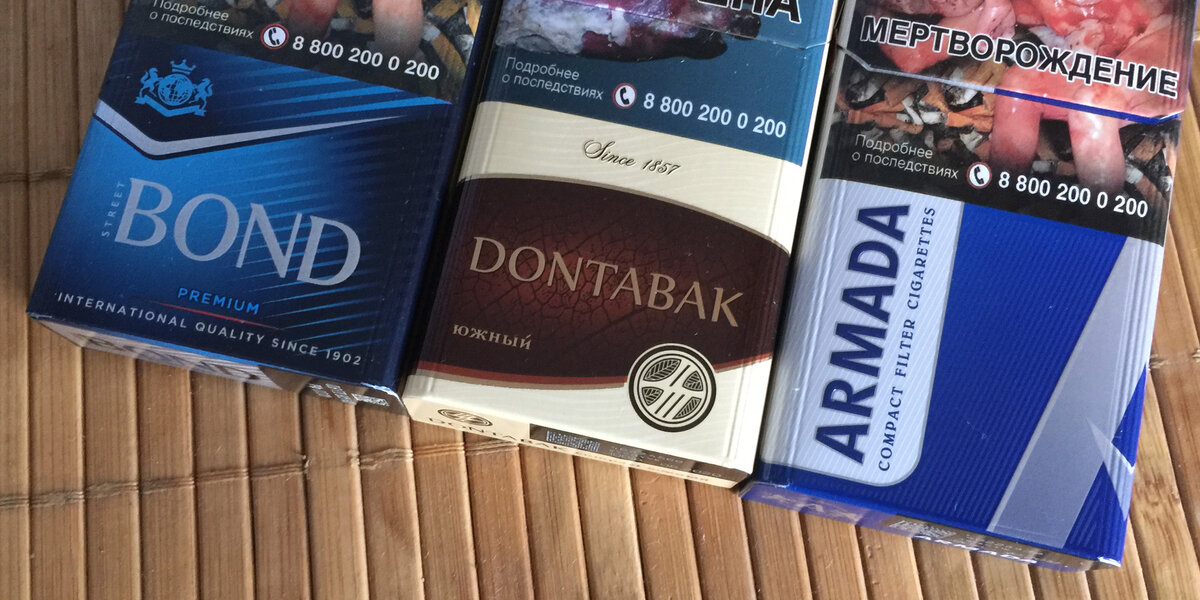 Подробнее
о последствиях
8 800 200 0 200
STREET
BOND
PREMIUM
INTERNATIONAL QUALITY SINCE 1902
Подробнее
о последствиях
8 800 200 0 200
Since 1857
DONTABAK
южный
DONTABAK
МЕРТВОРОЖДЕНИЕ
Подробнее
о последствиях
8 800 200 0 200
ARMADA
COMPACT FILTER CIGARETTES